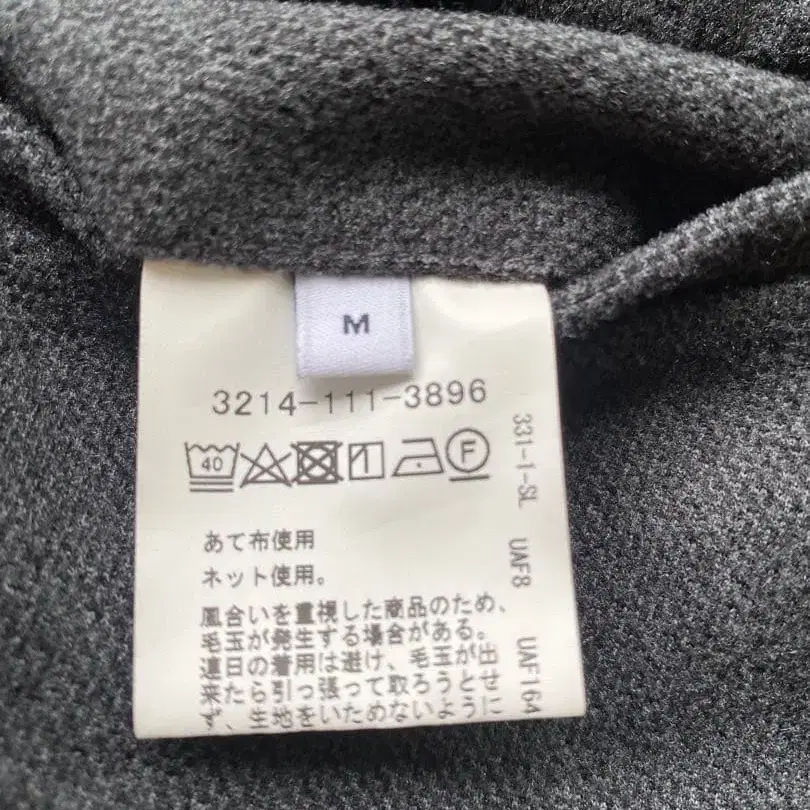 M
3214-111-3896
40
F
あて布使用
ネット使用。
風合いを重視した商品のため、
毛玉が発生する場合がある。
連日の着用は避け、毛玉が出
来たら引っ張って取ろうとせ
ず、生地をいためないように
331-1-SL UAF8 UAF164